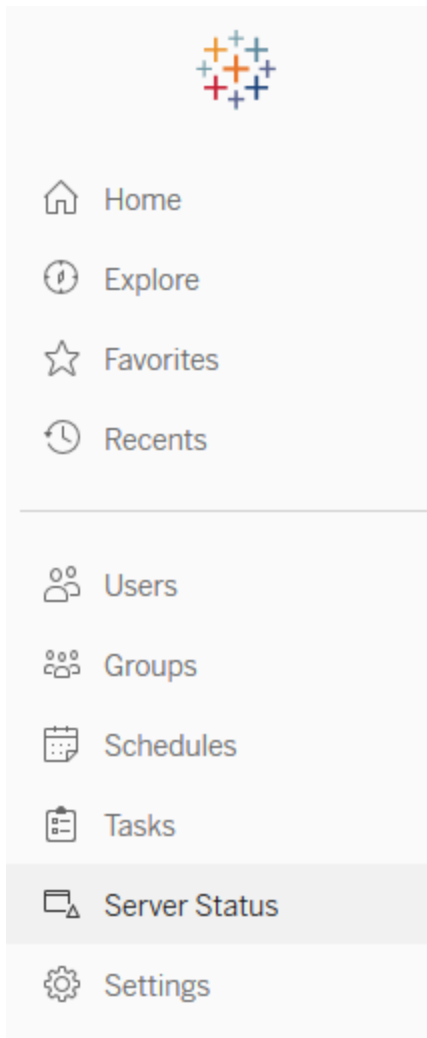 Home
Explore
Favorites
Recents
Users
Groups
Schedules
Tasks
Server Status
Settings